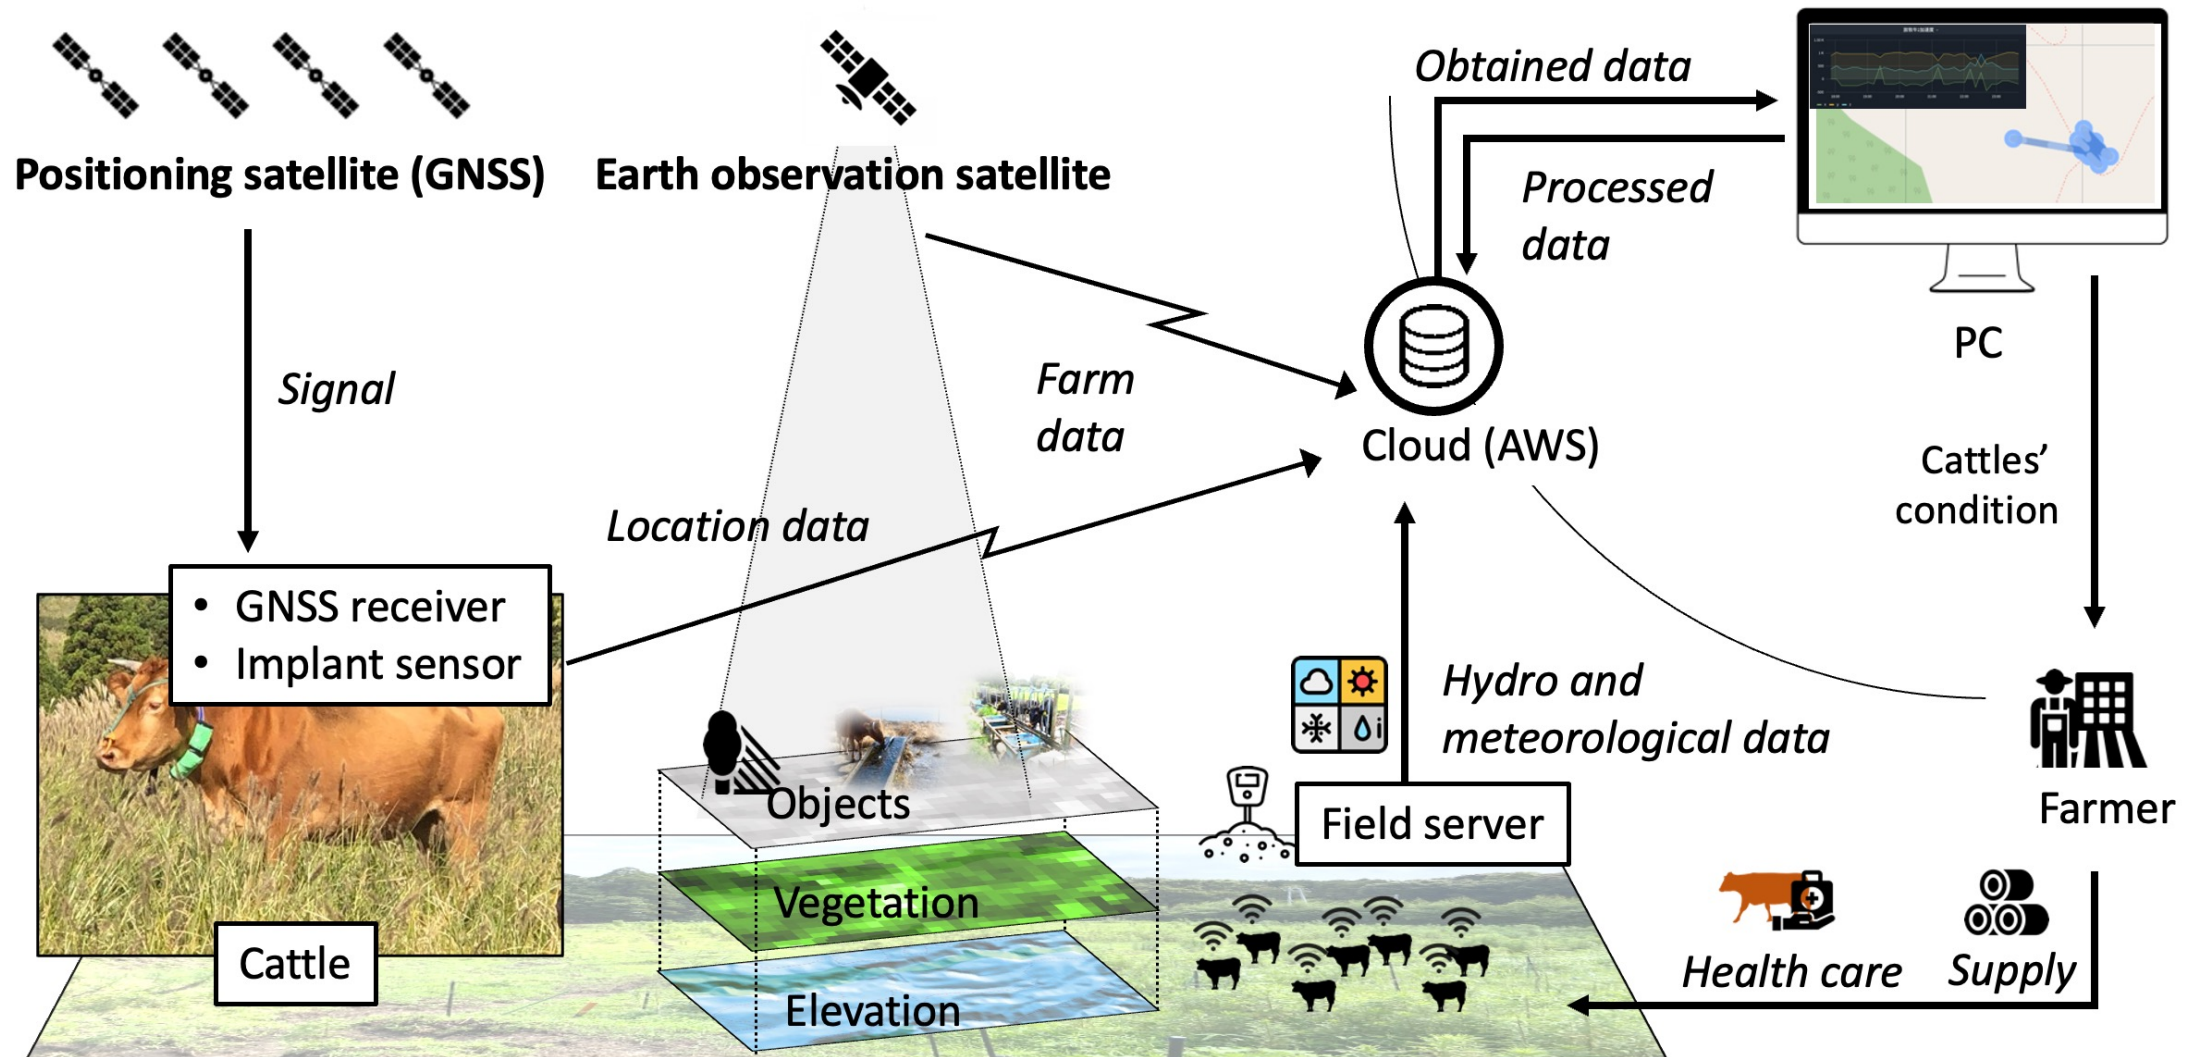 Positioning satellite (GNSS)
Earth observation satellite
Obtained data
Processed
data
PC
Signal
Farm
data
Cloud (AWS)
Cattles’
condition
Location data
• GNSS receiver
• Implant sensor
Hydro and
meteorological data
Objects
Field server
Farmer
Vegetation
Cattle
Health care
Supply
Elevation